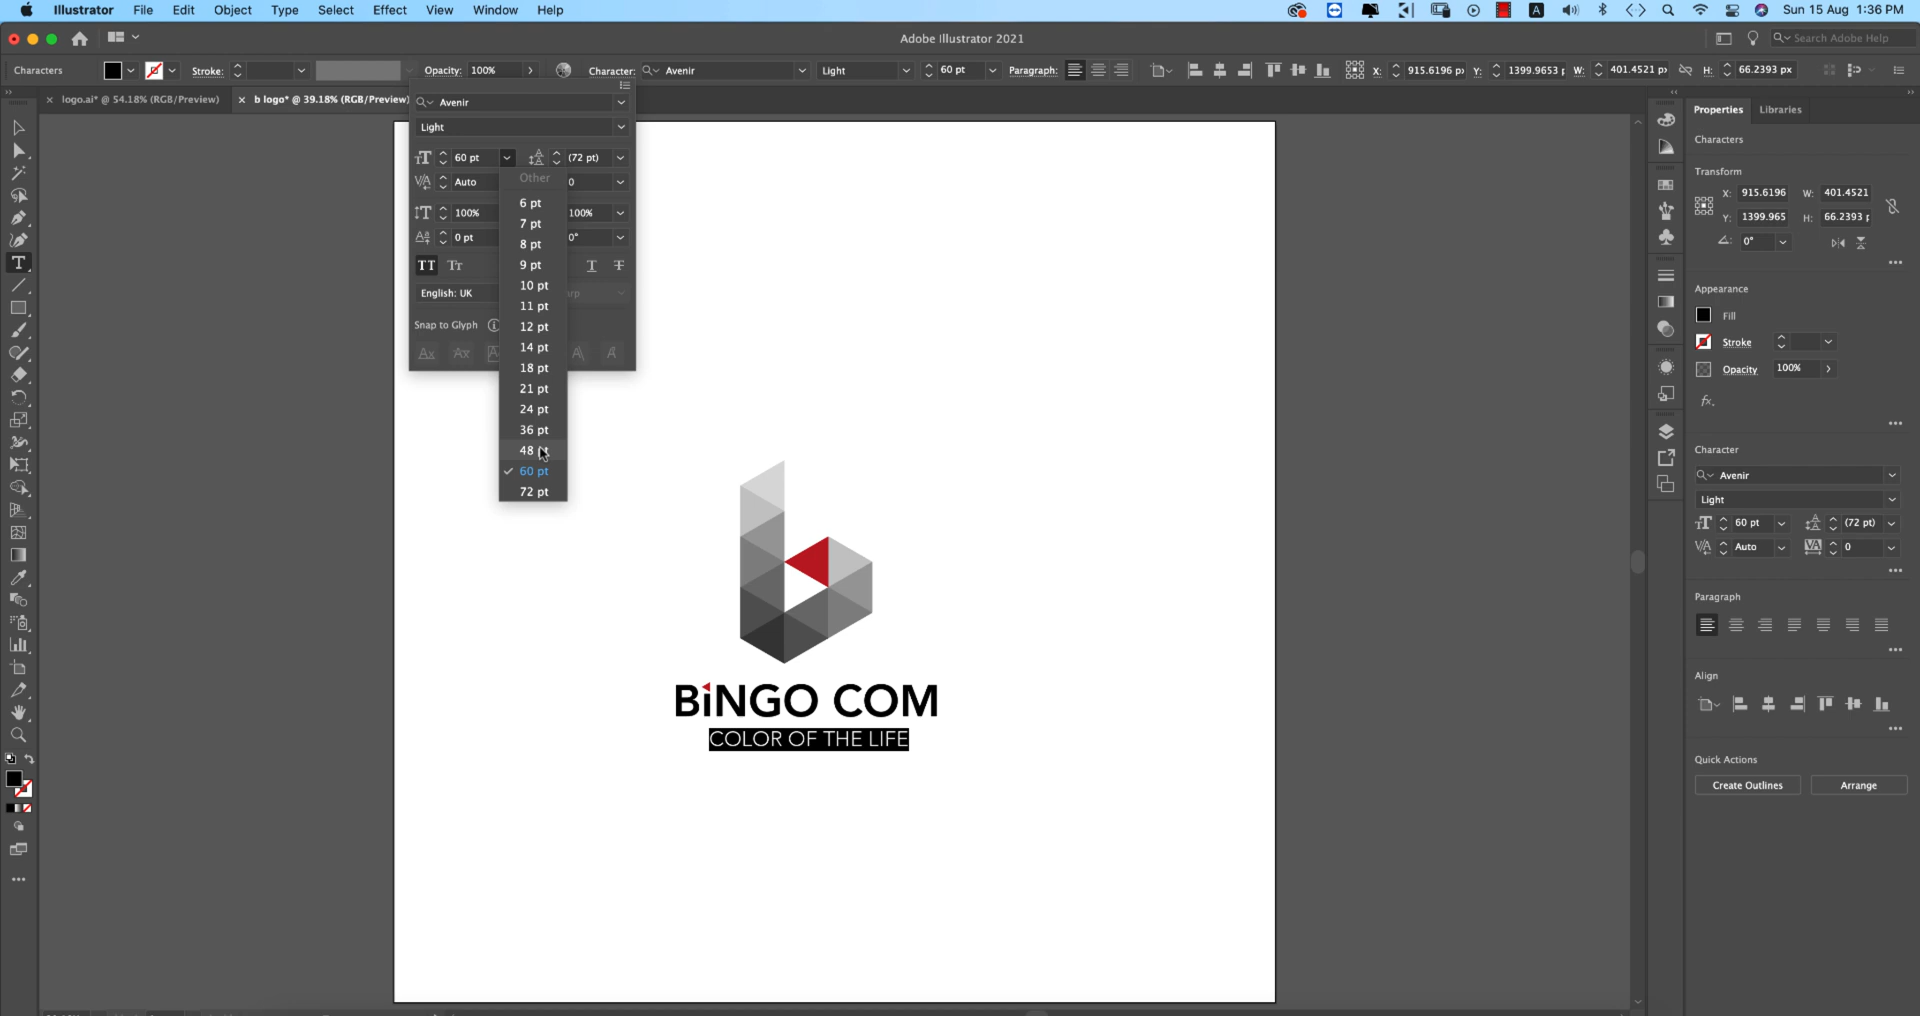 Illustrator File Edit Object Type Select Effect View Window Help
A
Sun 15 Aug 1:36 PM
Adobe Illustrator 2021
Search Adobe Help
Characters
Stroke:
Opacity: 100%
Character: Avenir
Light
60 pt
Paragraph:
X: 915.6196 px
Y: 1399.9653
W: 401.4521 px
H: 66.2393 px
× logo.ai* @ 54.18% (RGB/Preview)
× b logo* @ 39.18% (RGB/Preview)
Avenir
Light
60 pt
(72 pt)
Auto
0
100%
100%
0 pt
0°
TT Tr T T
English: UK
Snap to Glyph
Other
6 pt
7 pt
8 pt
9 pt
10 pt
11 pt
12 pt
14 pt
18 pt
21 pt
24 pt
36 pt
48
60 pt
72 pt
BiNGO COM
COLOR OF THE LIFE
Properties Libraries
Characters
Transform
X: 915.6196 W: 401.4521
Y: 1399.965 H: 66.2393
0°
Appearance
Fill
Stroke
Opacity 100%
fx.
Character
Avenir
Light
60 pt (72 pt)
Auto 0
Paragraph
Align
Quick Actions
Create Outlines Arrange